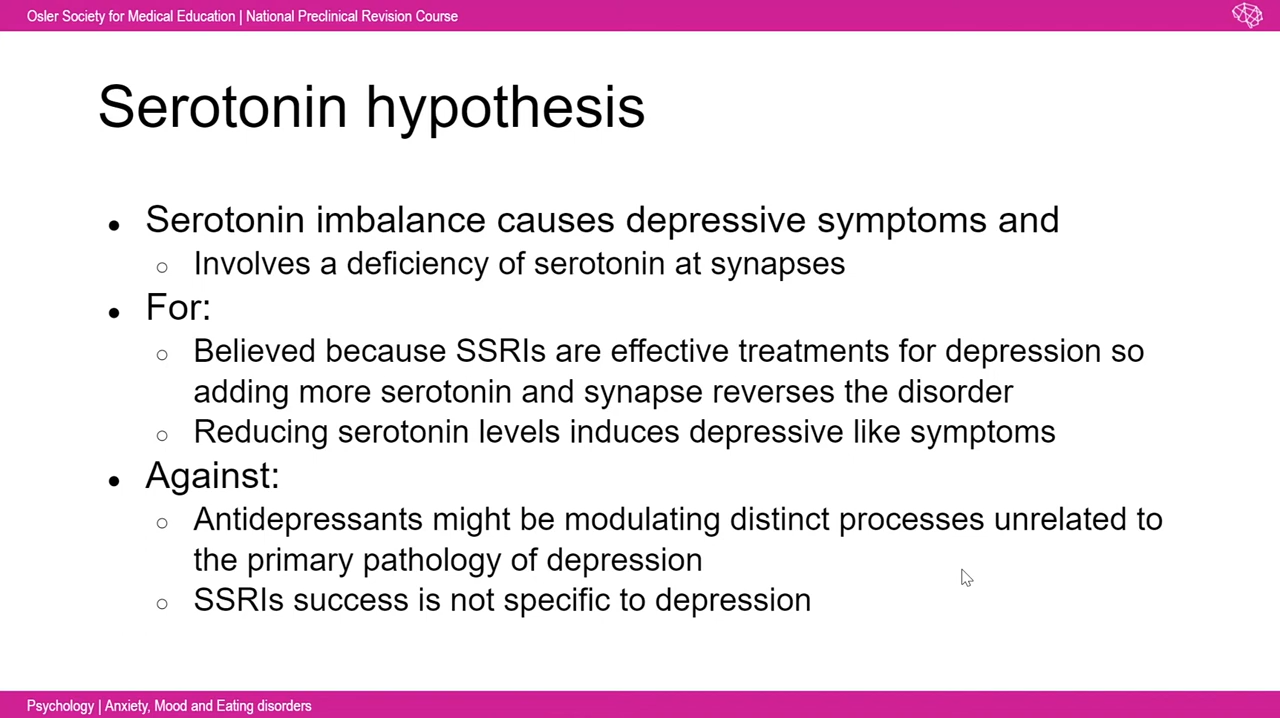 Osler Society for Medical Education | National Preclinical Revision Course
Serotonin hypothesis
● Serotonin imbalance causes depressive symptoms and
○ Involves a deficiency of serotonin at synapses
● For:
○ Believed because SSRIs are effective treatments for depression so
adding more serotonin and synapse reverses the disorder
○ Reducing serotonin levels induces depressive like symptoms
● Against:
○ Antidepressants might be modulating distinct processes unrelated to
the primary pathology of depression
○ SSRIs success is not specific to depression
Psychology | Anxiety, Mood and Eating disorders